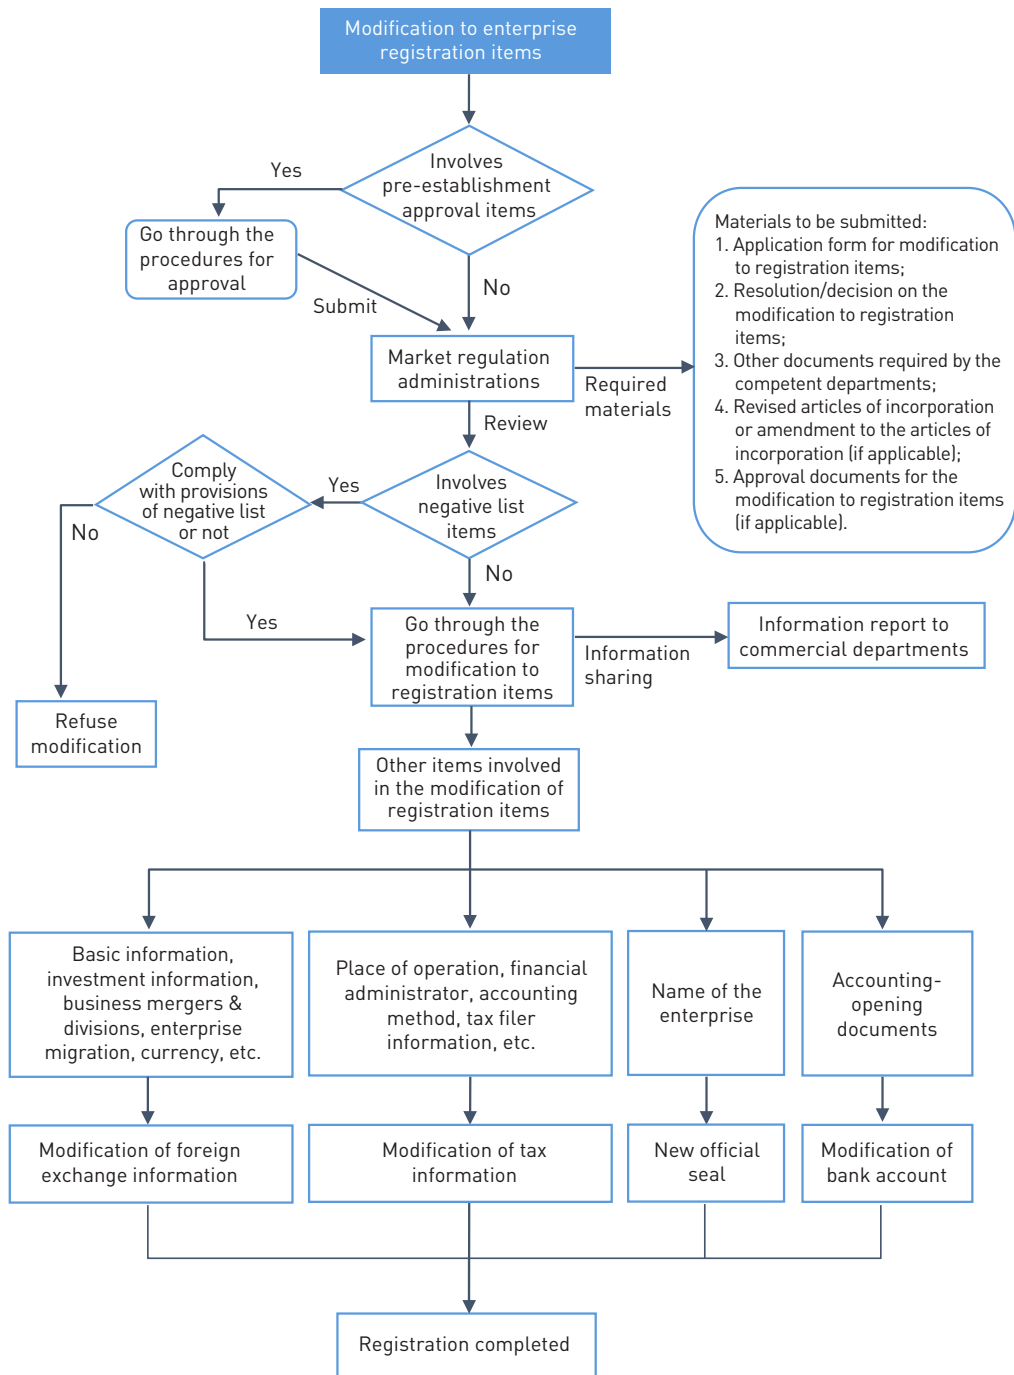 Modification to enterprise
registration items
Involves
pre-establishment
approval items
Yes
Go through the
procedures for
approval
Submit
No
Market regulation
administrations
Required
materials
Materials to be submitted:
1. Application form for modification
to registration items;
2. Resolution/decision on the
modification to registration
items;
3. Other documents required by the
competent departments;
4. Revised articles of incorporation
or amendment to the articles of
incorporation (if applicable);
5. Approval documents for the
modification to registration items
(if applicable).
Review
Involves
negative list
items
Yes
Comply
with provisions
of negative list
or not
No
Refuse
modification
Yes
No
Go through the
procedures for
modification to
registration items
Information
sharing
Information report to
commercial departments
Other items involved
in the modification of
registration items
Basic information,
investment information,
business mergers &
divisions, enterprise
migration, currency, etc.
Place of operation, financial
administrator, accounting
method, tax filer
information, etc.
Name of the
enterprise
Accounting-
opening
documents
Modification of foreign
exchange information
Modification of tax
information
New official
seal
Modification of
bank account
Registration completed